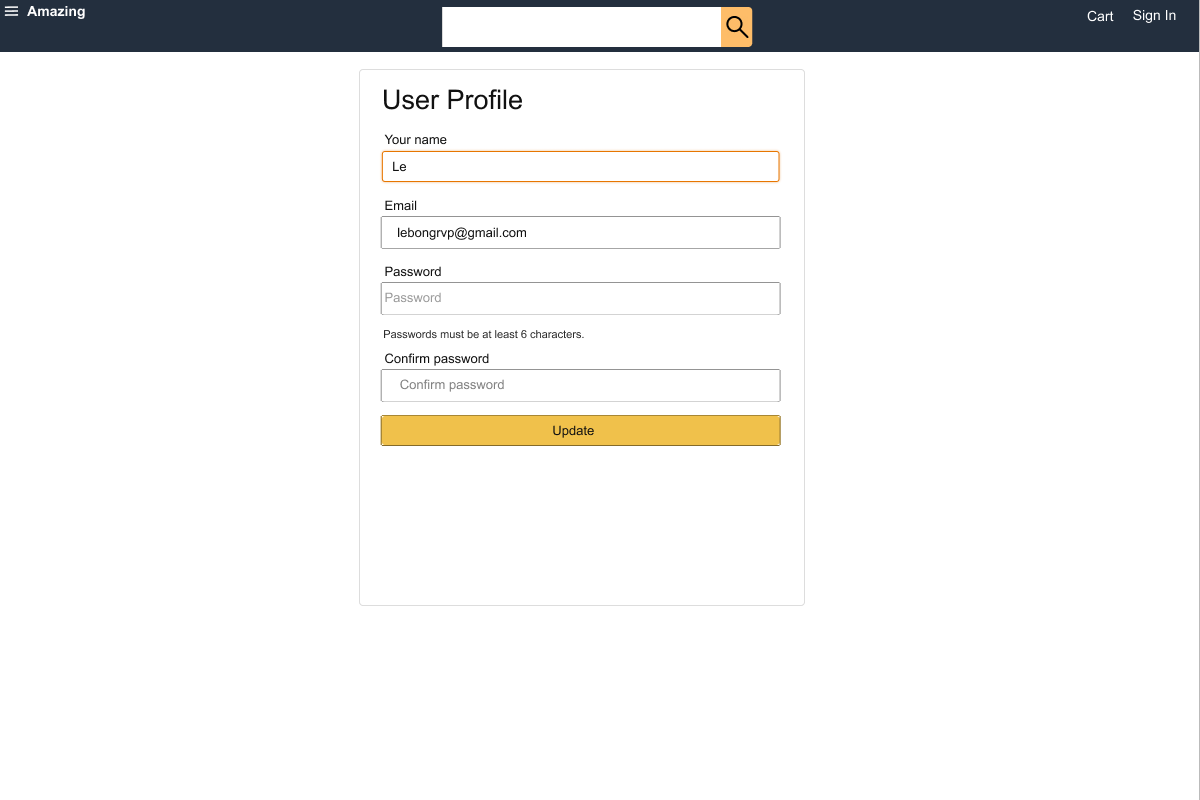 Amazing
Cart Sign In
User Profile
Your name
Le
Email
lebongrvp@gmail.com
Password
Password
Passwords must be at least 6 characters.
Confirm password
Confirm password
Update